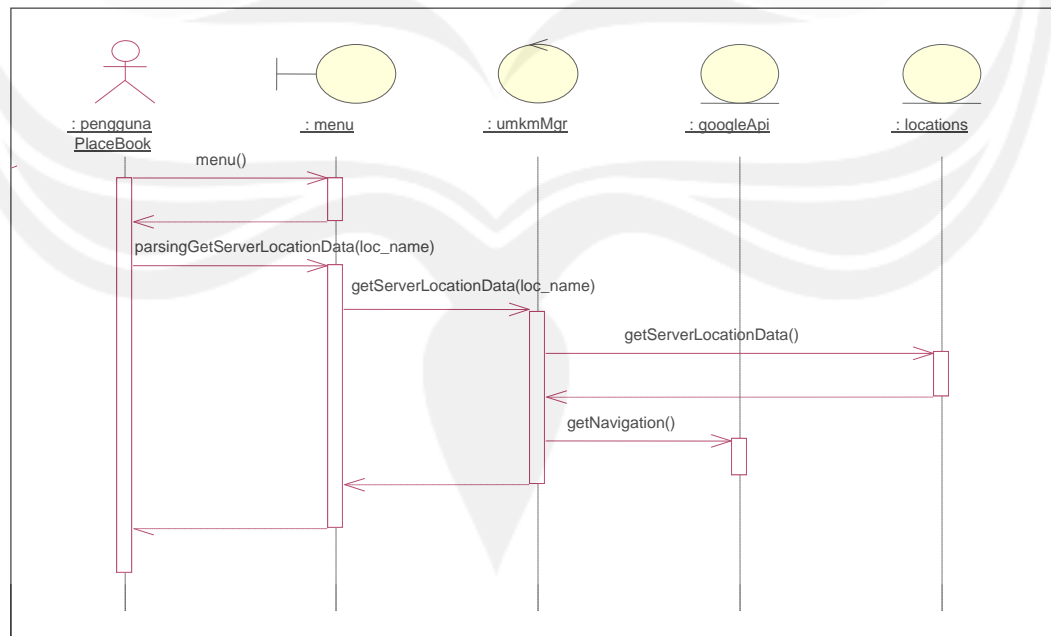 : pengguna
PlaceBook
: menu
: umkmMgr
: googleApi
: locations
menu()
parsingGetServerLocationData(loc_name)
getServerLocationData(loc_name)
getServerLocationData()
getNavigation()